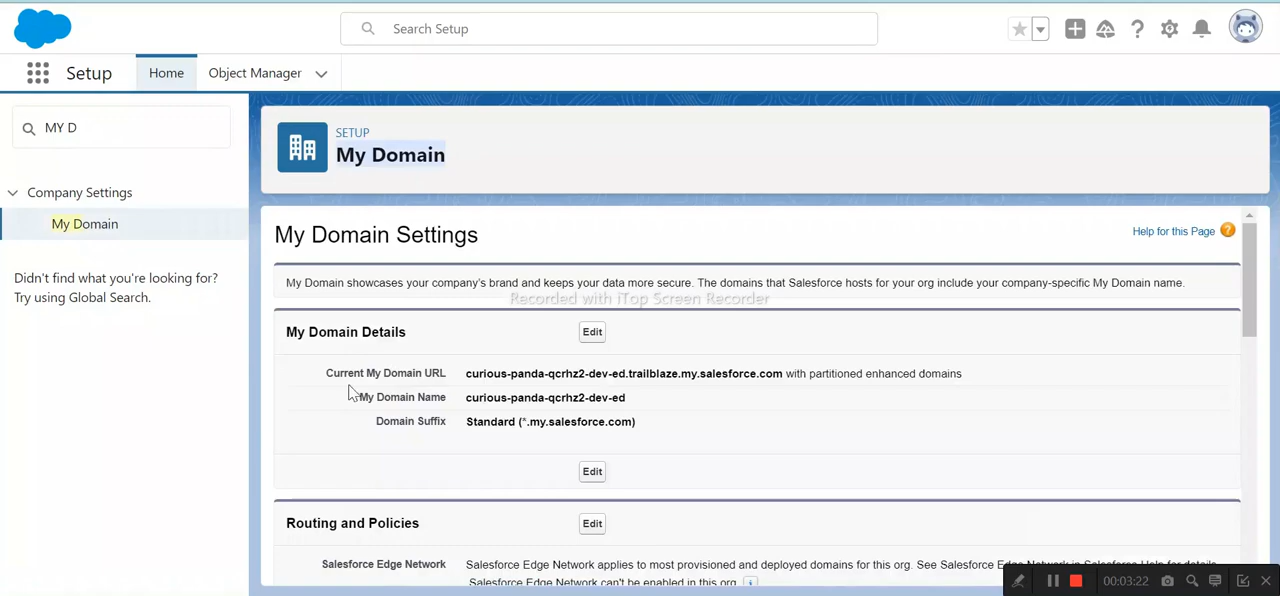 Search Setup
Setup
Home
Object Manager
MY D
Company Settings
My Domain
Didn't find what you're looking for?
Try using Global Search.
SETUP
My Domain
My Domain Settings
Help for this Page ?
My Domain showcases your company's brand and keeps your data more secure. The domains that Salesforce hosts for your org include your company-specific My Domain name.
Recorded with iTop Screen Recorder
My Domain Details
Edit
Current My Domain URL curious-panda-qcrhz2-dev-ed.trailblaze.my.salesforce.com with partitioned enhanced domains
My Domain Name curious-panda-qcrhz2-dev-ed
Domain Suffix Standard (*.my.salesforce.com)
Edit
Routing and Policies
Edit
Salesforce Edge Network Salesforce Edge Network applies to most provisioned and deployed domains for this org. See Salesforce Edge Network in Salesforce Help for details.
Salesforce Edge Network can't be enabled in this org.
00:03:22